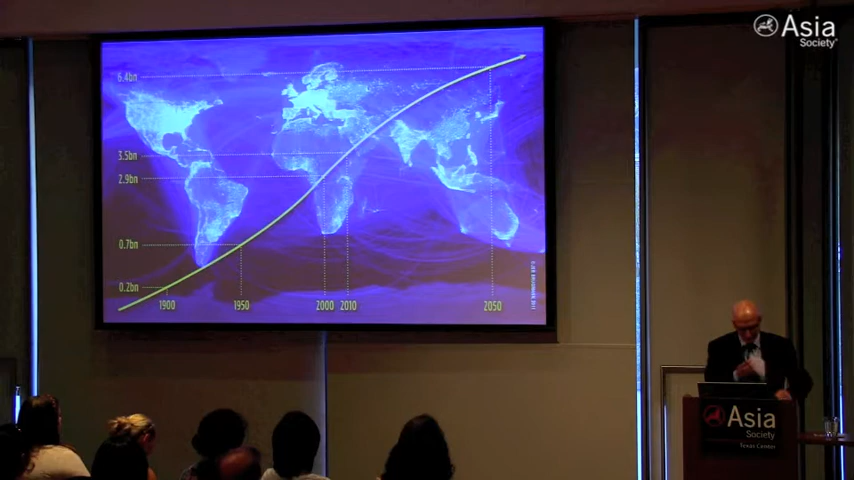 Asia
Society
6.4bn
3.5bn
2.9bn
0.7bn
0.2bn
1900
1950
2000
2010
2050
Asia
Society
Texas Center